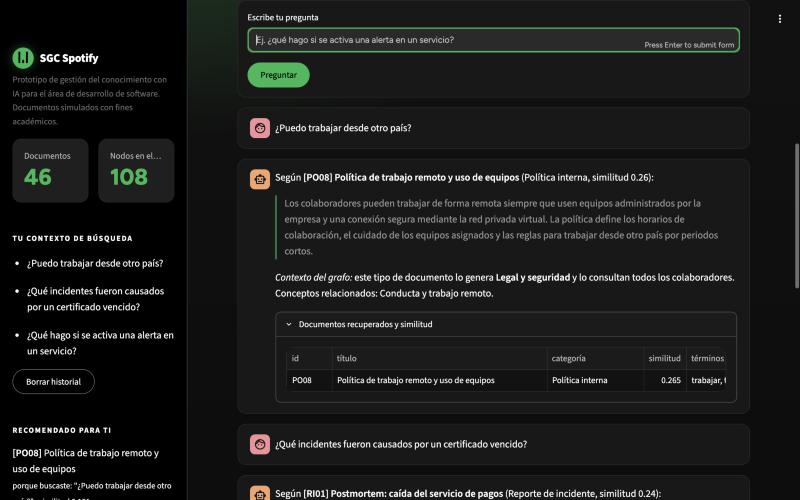 SGC Spotify
Prototipo de gestión del conocimiento con
IA para el área de desarrollo de software.
Documentos simulados con fines
académicos.
Documentos
46
Nodos en el...
108
TU CONTEXTO DE BÚSQUEDA
¿Puedo trabajar desde otro país?
¿Qué incidentes fueron causados
por un certificado vencido?
¿Qué hago si se activa una alerta en
un servicio?
Borrar historial
RECOMENDADO PARA TI
[PO08] Política de trabajo remoto y
uso de equipos
porque buscaste: "¿Puedo trabajar desde otro
Escribe tu pregunta
Ej. ¿qué hago si se activa una alerta en un servicio?
Press Enter to submit form
Preguntar
¿Puedo trabajar desde otro país?
Según [PO08] Política de trabajo remoto y uso de equipos (Política interna, similitud 0.26):
Los colaboradores pueden trabajar de forma remota siempre que usen equipos administrados por la
empresa y una conexión segura mediante la red privada virtual. La política define los horarios de
colaboración, el cuidado de los equipos asignados y las reglas para trabajar desde otro país por periodos
cortos.
Contexto del grafo: este tipo de documento lo genera Legal y seguridad y lo consultan todos los colaboradores.
Conceptos relacionados: Conducta y trabajo remoto.
Documentos recuperados y similitud
id título categoría similitud términos
PO08 Política de trabajo remoto y uso de equipos Política interna 0.265 trabajar,
¿Qué incidentes fueron causados por un certificado vencido?
Según [RI01] Postmortem: caída del servicio de pagos (Reporte de incidente, similitud 0.24):